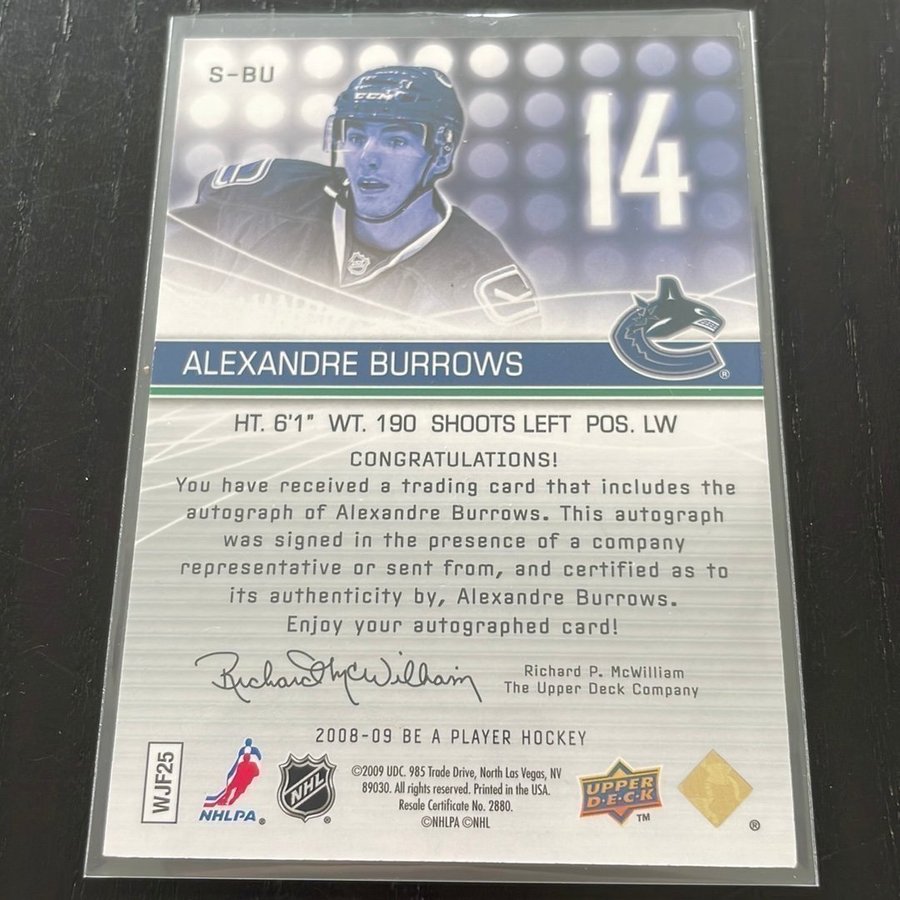 S-BU
CCM
14
ALEXANDRE BURROWS
®
HT. 6'1" WT. 190 SHOOTS LEFT POS. LW
CONGRATULATIONS!
You have received a trading card that includes the
autograph of Alexandre Burrows. This autograph
was signed in the presence of a company
representative or sent from, and certified as to
its authenticity by, Alexandre Burrows.
Enjoy your autographed card!
Richard McWilliam
Richard P. McWilliam
The Upper Deck Company
2008-09 BE A PLAYER HOCKEY
WJF25
NHLPA®
NHL®
©2009 UDC. 985 Trade Drive, North Las Vegas, NV
89030. All rights reserved. Printed in the USA.
Resale Certificate No. 2880.
©NHLPA ©NHL
UPPER
D·E·C·K
TM
®